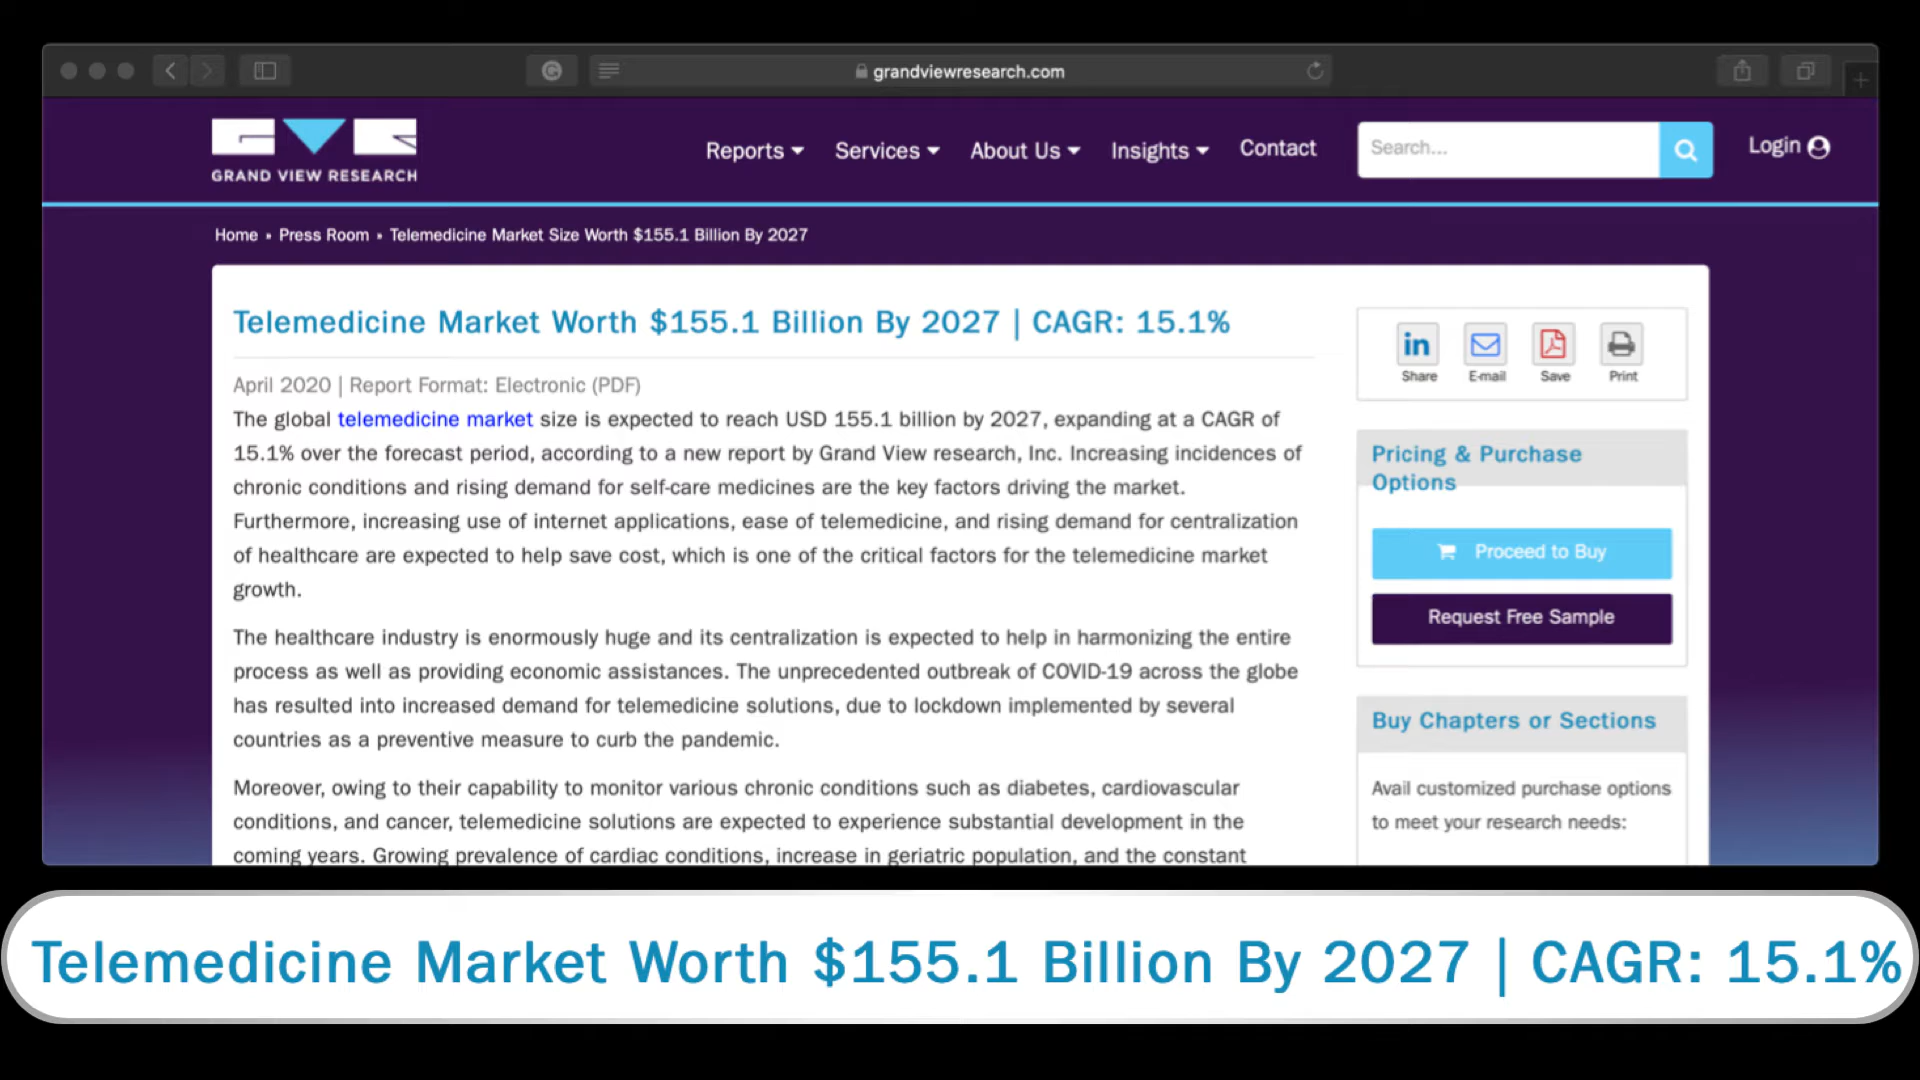 grandviewresearch.com
GRAND VIEW RESEARCH
Reports
Services
About Us
Insights
Contact
Search...
Login
Home • Press Room • Telemedicine Market Size Worth $155.1 Billion By 2027
Telemedicine Market Worth $155.1 Billion By 2027 | CAGR: 15.1%
April 2020 | Report Format: Electronic (PDF)
The global telemedicine market size is expected to reach USD 155.1 billion by 2027, expanding at a CAGR of
15.1% over the forecast period, according to a new report by Grand View research, Inc. Increasing incidences of
chronic conditions and rising demand for self-care medicines are the key factors driving the market.
Furthermore, increasing use of internet applications, ease of telemedicine, and rising demand for centralization
of healthcare are expected to help save cost, which is one of the critical factors for the telemedicine market
growth.
The healthcare industry is enormously huge and its centralization is expected to help in harmonizing the entire
process as well as providing economic assistances. The unprecedented outbreak of COVID-19 across the globe
has resulted into increased demand for telemedicine solutions, due to lockdown implemented by several
countries as a preventive measure to curb the pandemic.
Moreover, owing to their capability to monitor various chronic conditions such as diabetes, cardiovascular
conditions, and cancer, telemedicine solutions are expected to experience substantial development in the
coming years. Growing prevalence of cardiac conditions, increase in geriatric population, and the constant
in
Share
E-mail
Save
Print
Pricing & Purchase
Options
Proceed to Buy
Request Free Sample
Buy Chapters or Sections
Avail customized purchase options
to meet your research needs:
Telemedicine Market Worth $155.1 Billion By 2027 | CAGR: 15.1%